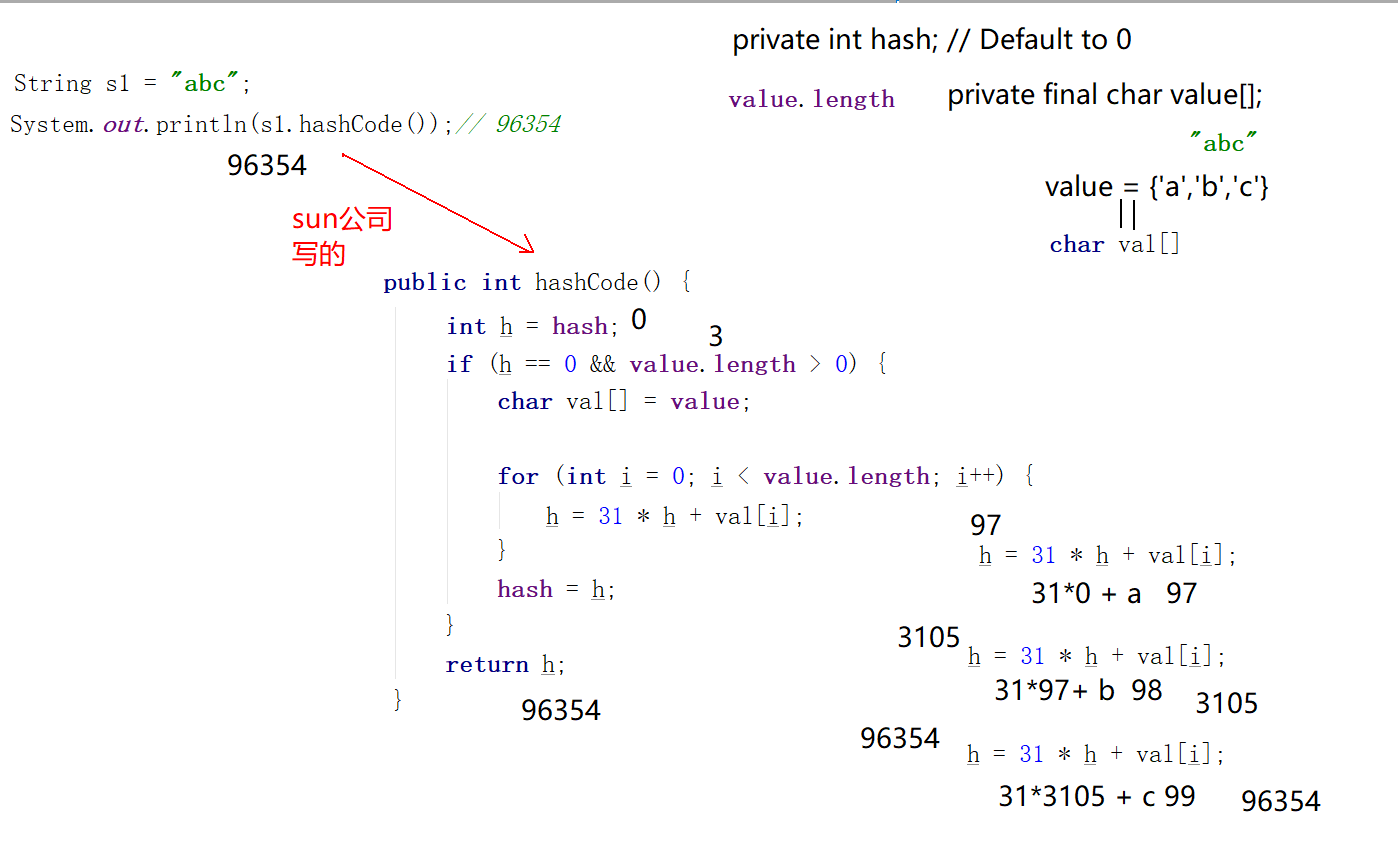 private int hash; // Default to 0
String s1 = "abc";
value.length
private final char value[];
System.out.println(s1.hashCode());// 96354
"abc"
96354
value = {'a','b','c'}
sun公司
写的
||
char val[]
public int hashCode() {
int h = hash; 0
3
if (h == 0 && value.length > 0) {
char val[] = value;
for (int i = 0; i < value.length; i++) {
h = 31 * h + val[i];
}
hash = h;
}
return h;
}
96354
97
h = 31 * h + val[i];
31*0 + a 97
3105
h = 31 * h + val[i];
31*97+ b 98
3105
96354
h = 31 * h + val[i];
31*3105 + c 99
96354